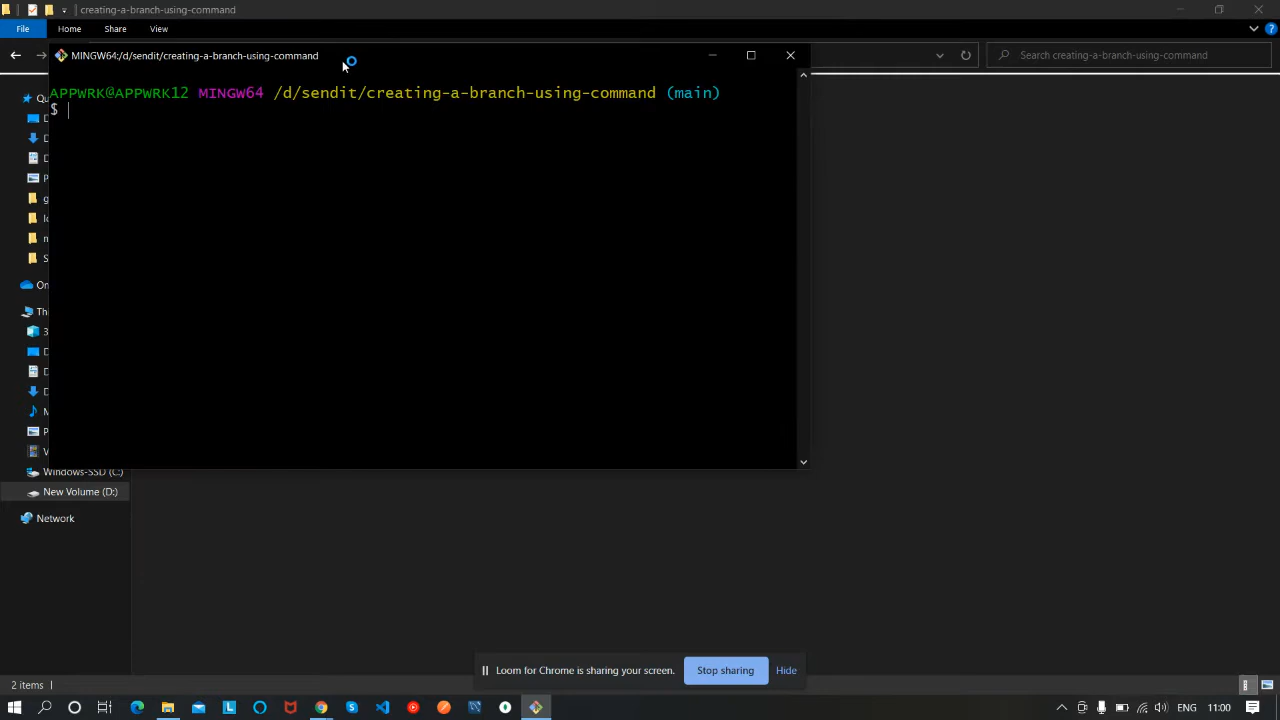 creating-a-branch-using-command
File Home Share View
MINGW64:/d/sendit/creating-a-branch-using-command
Search creating-a-branch-using-command
APPWRK@APPWRK12 MINGW64 /d/sendit/creating-a-branch-using-command (main)
$
Windows-SSD (C:)
New Volume (D:)
Network
Loom for Chrome is sharing your screen. Stop sharing Hide
2 items
11:00